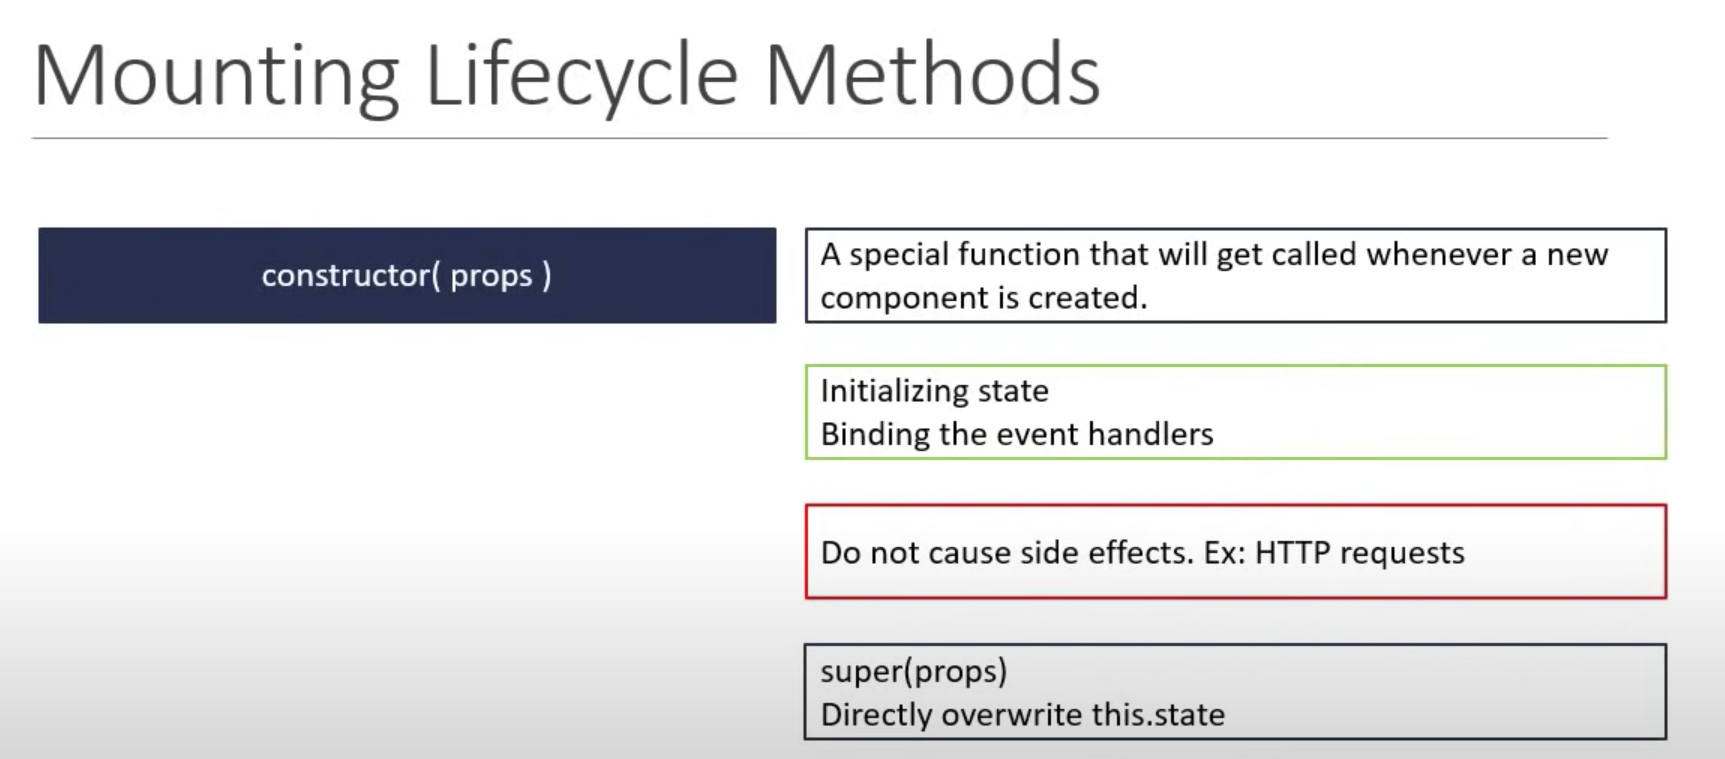 Mounting Lifecycle Methods
constructor( props )
A special function that will get called whenever a new
component is created.
Initializing state
Binding the event handlers
Do not cause side effects. Ex: HTTP requests
super(props)
Directly overwrite this.state